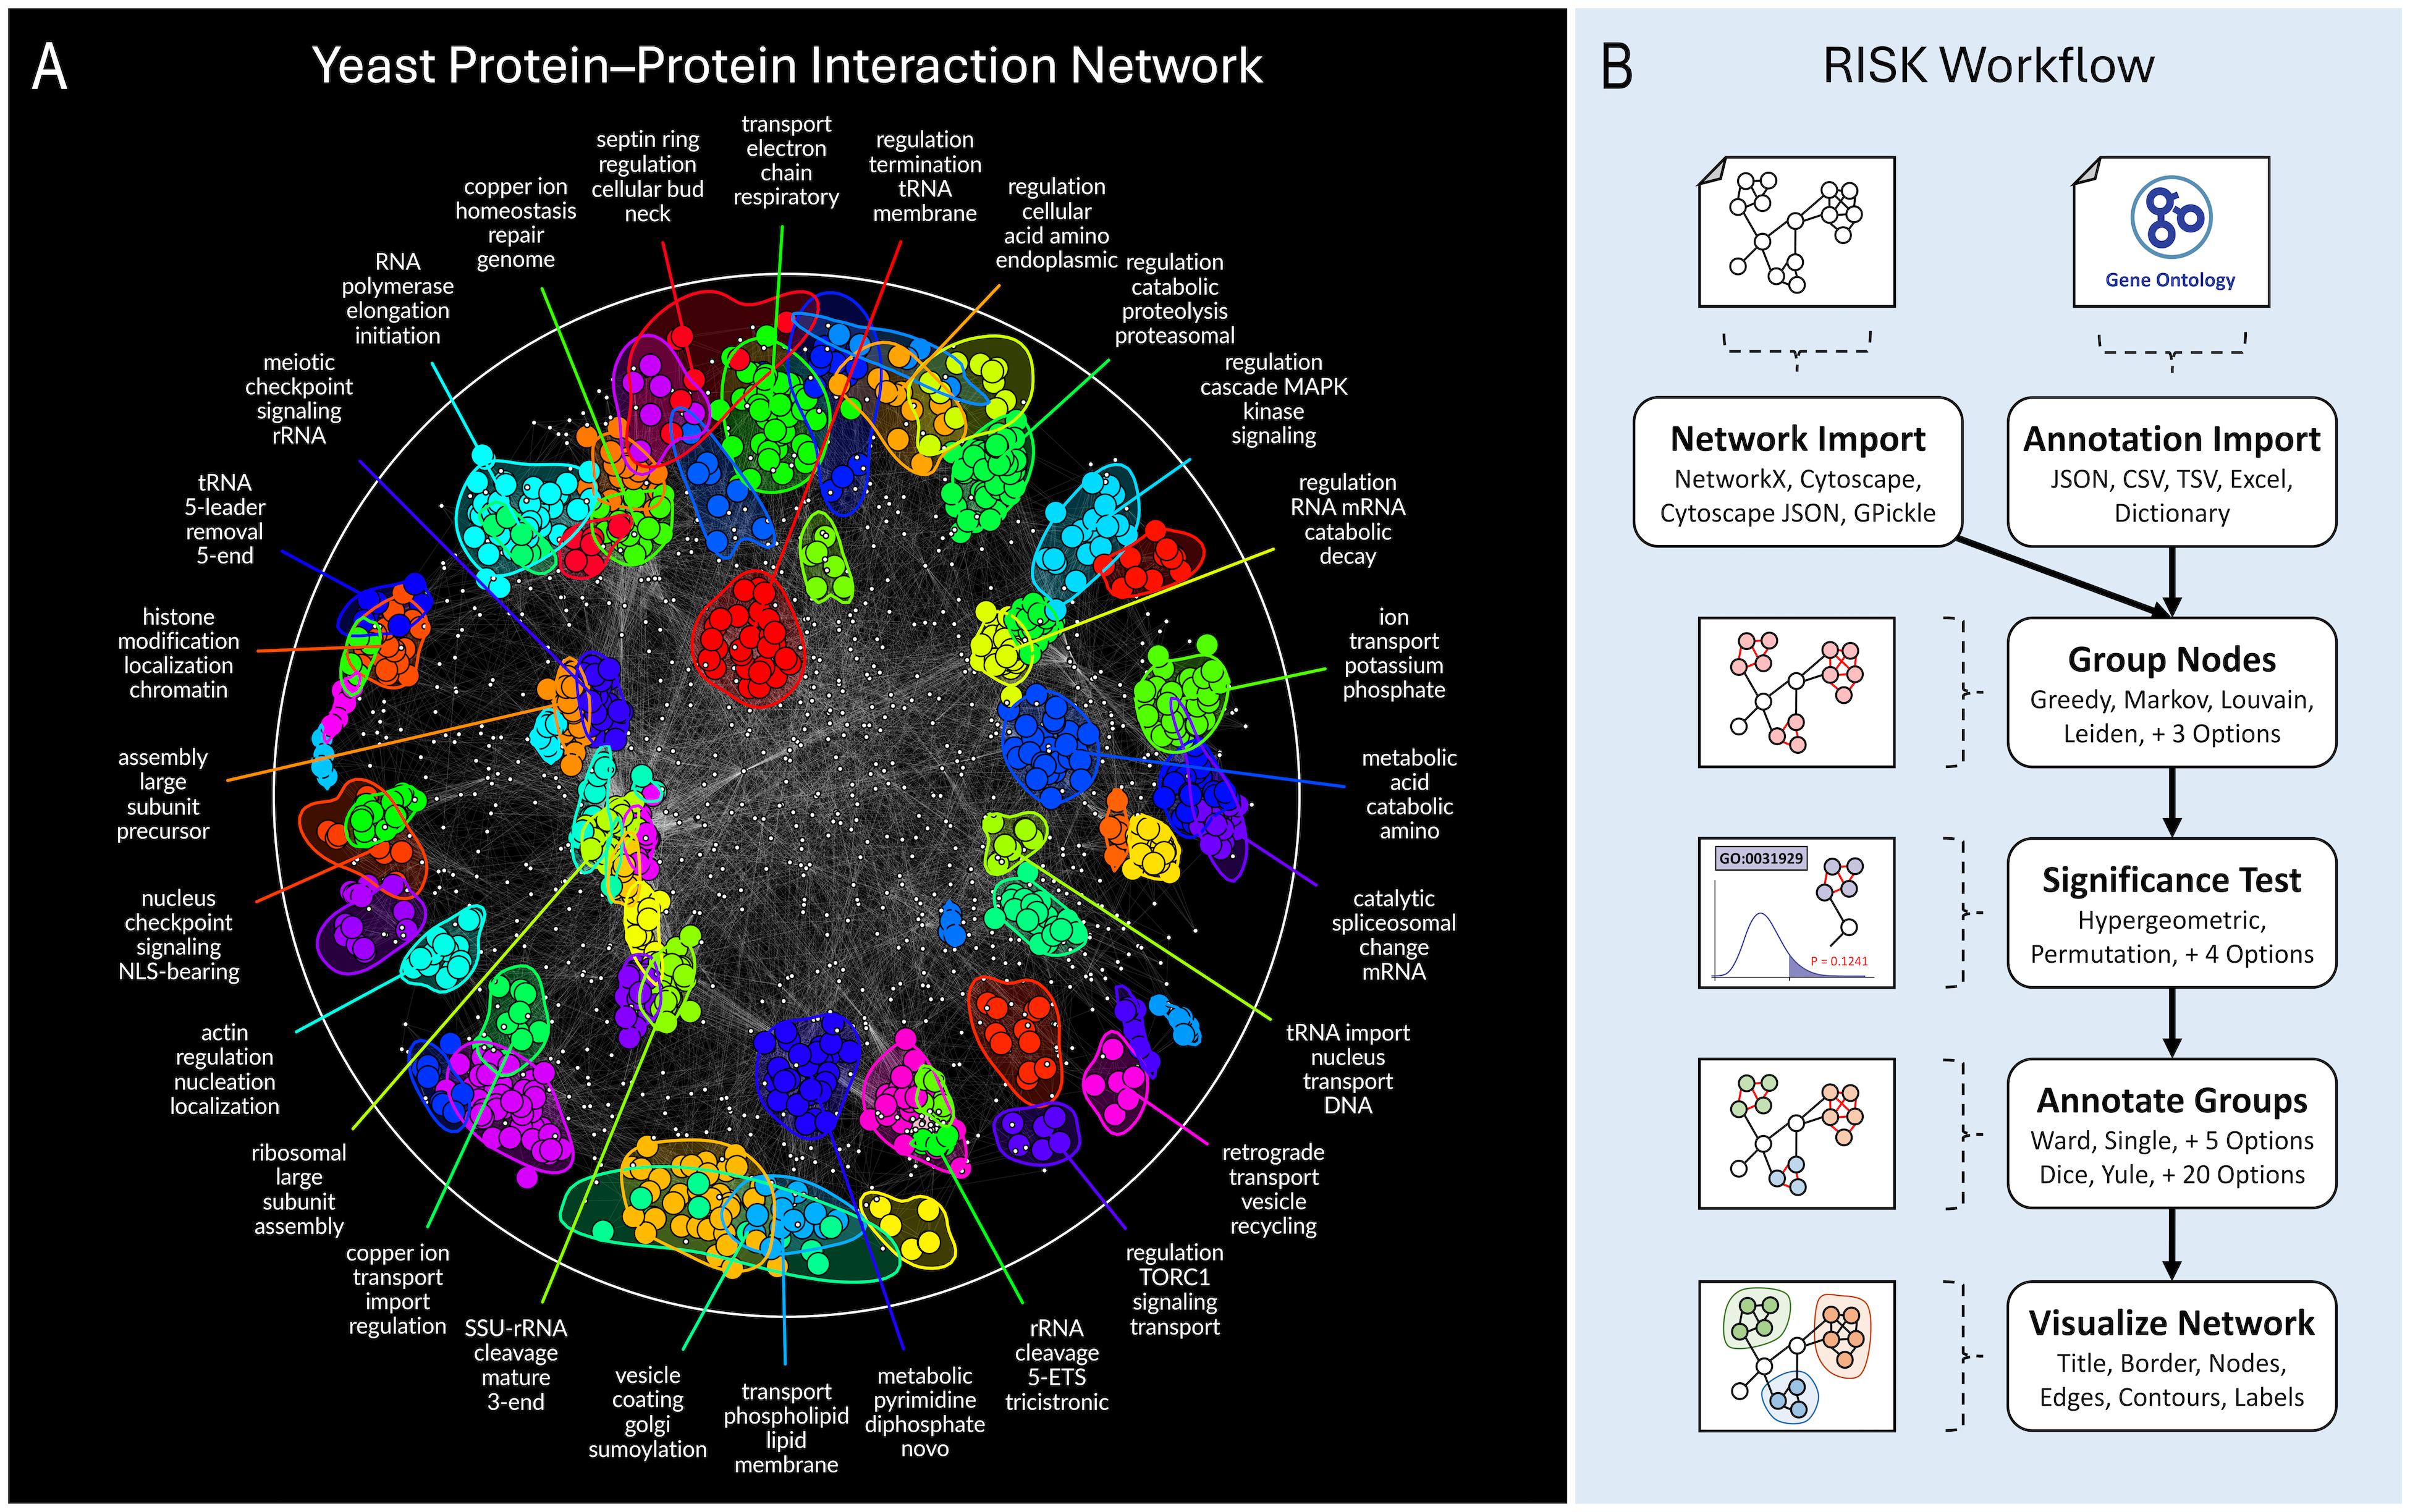 A
Yeast Protein–Protein Interaction Network
septin ring
regulation
cellular bud
neck
transport
electron
chain
respiratory
regulation
termination
tRNA
membrane
regulation
cellular
acid amino
endoplasmic
regulation
catabolic
proteolysis
proteasomal
regulation
cascade MAPK
kinase
signaling
regulation
RNA mRNA
catabolic
decay
ion
transport
potassium
phosphate
metabolic
acid
catabolic
amino
catalytic
spliceosomal
change
mRNA
tRNA import
nucleus
transport
DNA
retrograde
transport
vesicle
recycling
regulation
TORC1
signaling
transport
rRNA
cleavage
5-ETS
tricistronic
metabolic
pyrimidine
diphosphate
novo
transport
phospholipid
lipid
membrane
vesicle
coating
golgi
sumoylation
SSU-rRNA
cleavage
mature
3-end
copper ion
transport
import
regulation
ribosomal
large
subunit
assembly
actin
regulation
nucleation
localization
nucleus
checkpoint
signaling
NLS-bearing
assembly
large
subunit
precursor
histone
modification
localization
chromatin
tRNA
5-leader
removal
5-end
meiotic
checkpoint
signaling
rRNA
RNA
polymerase
elongation
initiation
copper ion
homeostasis
repair
genome
B
RISK Workflow
Gene Ontology
Network Import
NetworkX, Cytoscape,
Cytoscape JSON, GPickle
Annotation Import
JSON, CSV, TSV, Excel,
Dictionary
Group Nodes
Greedy, Markov, Louvain,
Leiden, + 3 Options
GO:0031929
P = 0.1241
Significance Test
Hypergeometric,
Permutation, + 4 Options
Annotate Groups
Ward, Single, + 5 Options
Dice, Yule, + 20 Options
Visualize Network
Title, Border, Nodes,
Edges, Contours, Labels